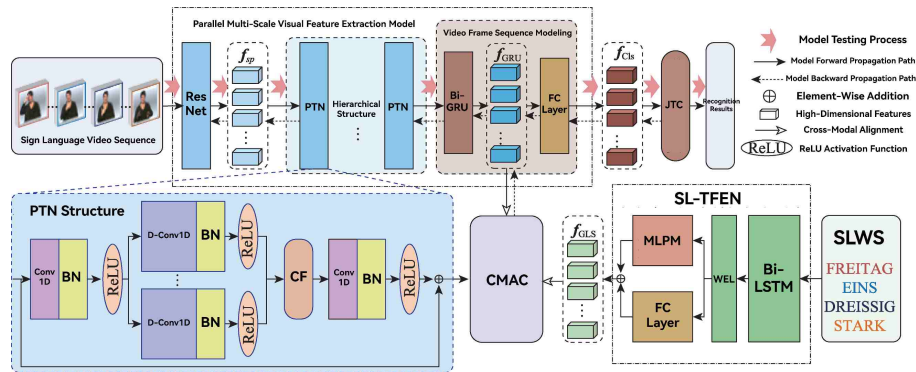 Parallel Multi-Scale Visual Feature Extraction Model
Video Frame Sequence Modeling
Sign Language Video Sequence
Res
Net
f_sp
PTN
Hierarchical
Structure
PTN
Bi-
GRU
f_GRU
FC
Layer
f_Cls
JTC
Recognition
Results
Model Testing Process
Model Forward Propagation Path
Model Backward Propagation Path
Element-Wise Addition
High-Dimensional Features
Cross-Modal Alignment
ReLU
ReLU Activation Function
PTN Structure
Conv
1D
BN
ReLU
D-Conv1D
BN
ReLU
D-Conv1D
BN
ReLU
CF
Conv
1D
BN
ReLU
CMAC
f_GLS
SL-TFEN
MLPM
FC
Layer
WEL
Bi-
LSTM
SLWS
FREITAG
EINS
DREISSIG
STARK